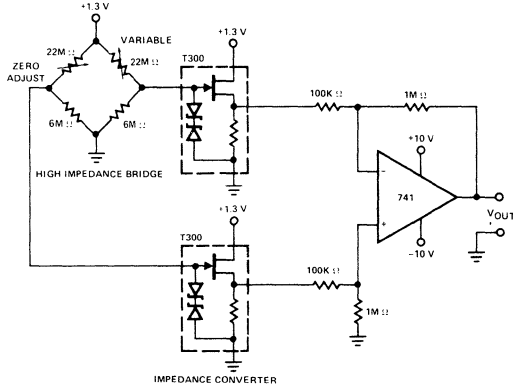 +1.3 V
+1.3 V
VARIABLE
22M Ω
22M Ω
ZERO
ADJUST
T300
6M Ω
6M Ω
HIGH IMPEDANCE BRIDGE
100K Ω
1M Ω
+10 V
-
741
+
VOUT
-10 V
+1.3 V
T300
100K Ω
1M Ω
IMPEDANCE CONVERTER